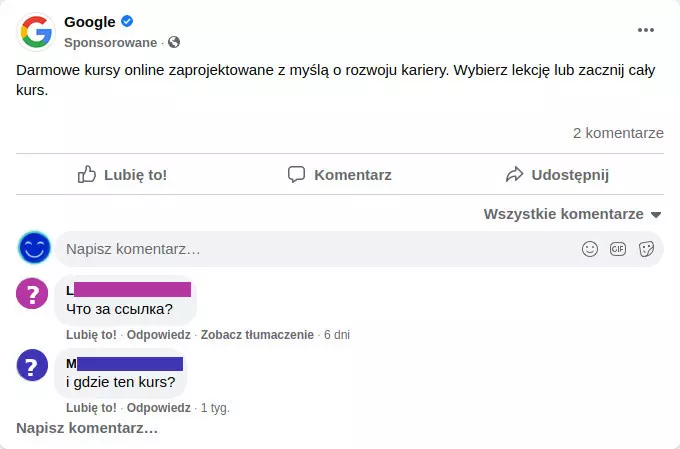 Google
Sponsorowane ·
Darmowe kursy online zaprojektowane z myślą o rozwoju kariery. Wybierz lekcję lub zacznij cały
kurs.
2 komentarze
Lubię to! Komentarz Udostępnij
Wszystkie komentarze
Napisz komentarz…
GIF
L
Что за ссылка?
Lubię to! · Odpowiedz · Zobacz tłumaczenie · 6 dni
M
i gdzie ten kurs?
Lubię to! · Odpowiedz · 1 tyg.
Napisz komentarz…